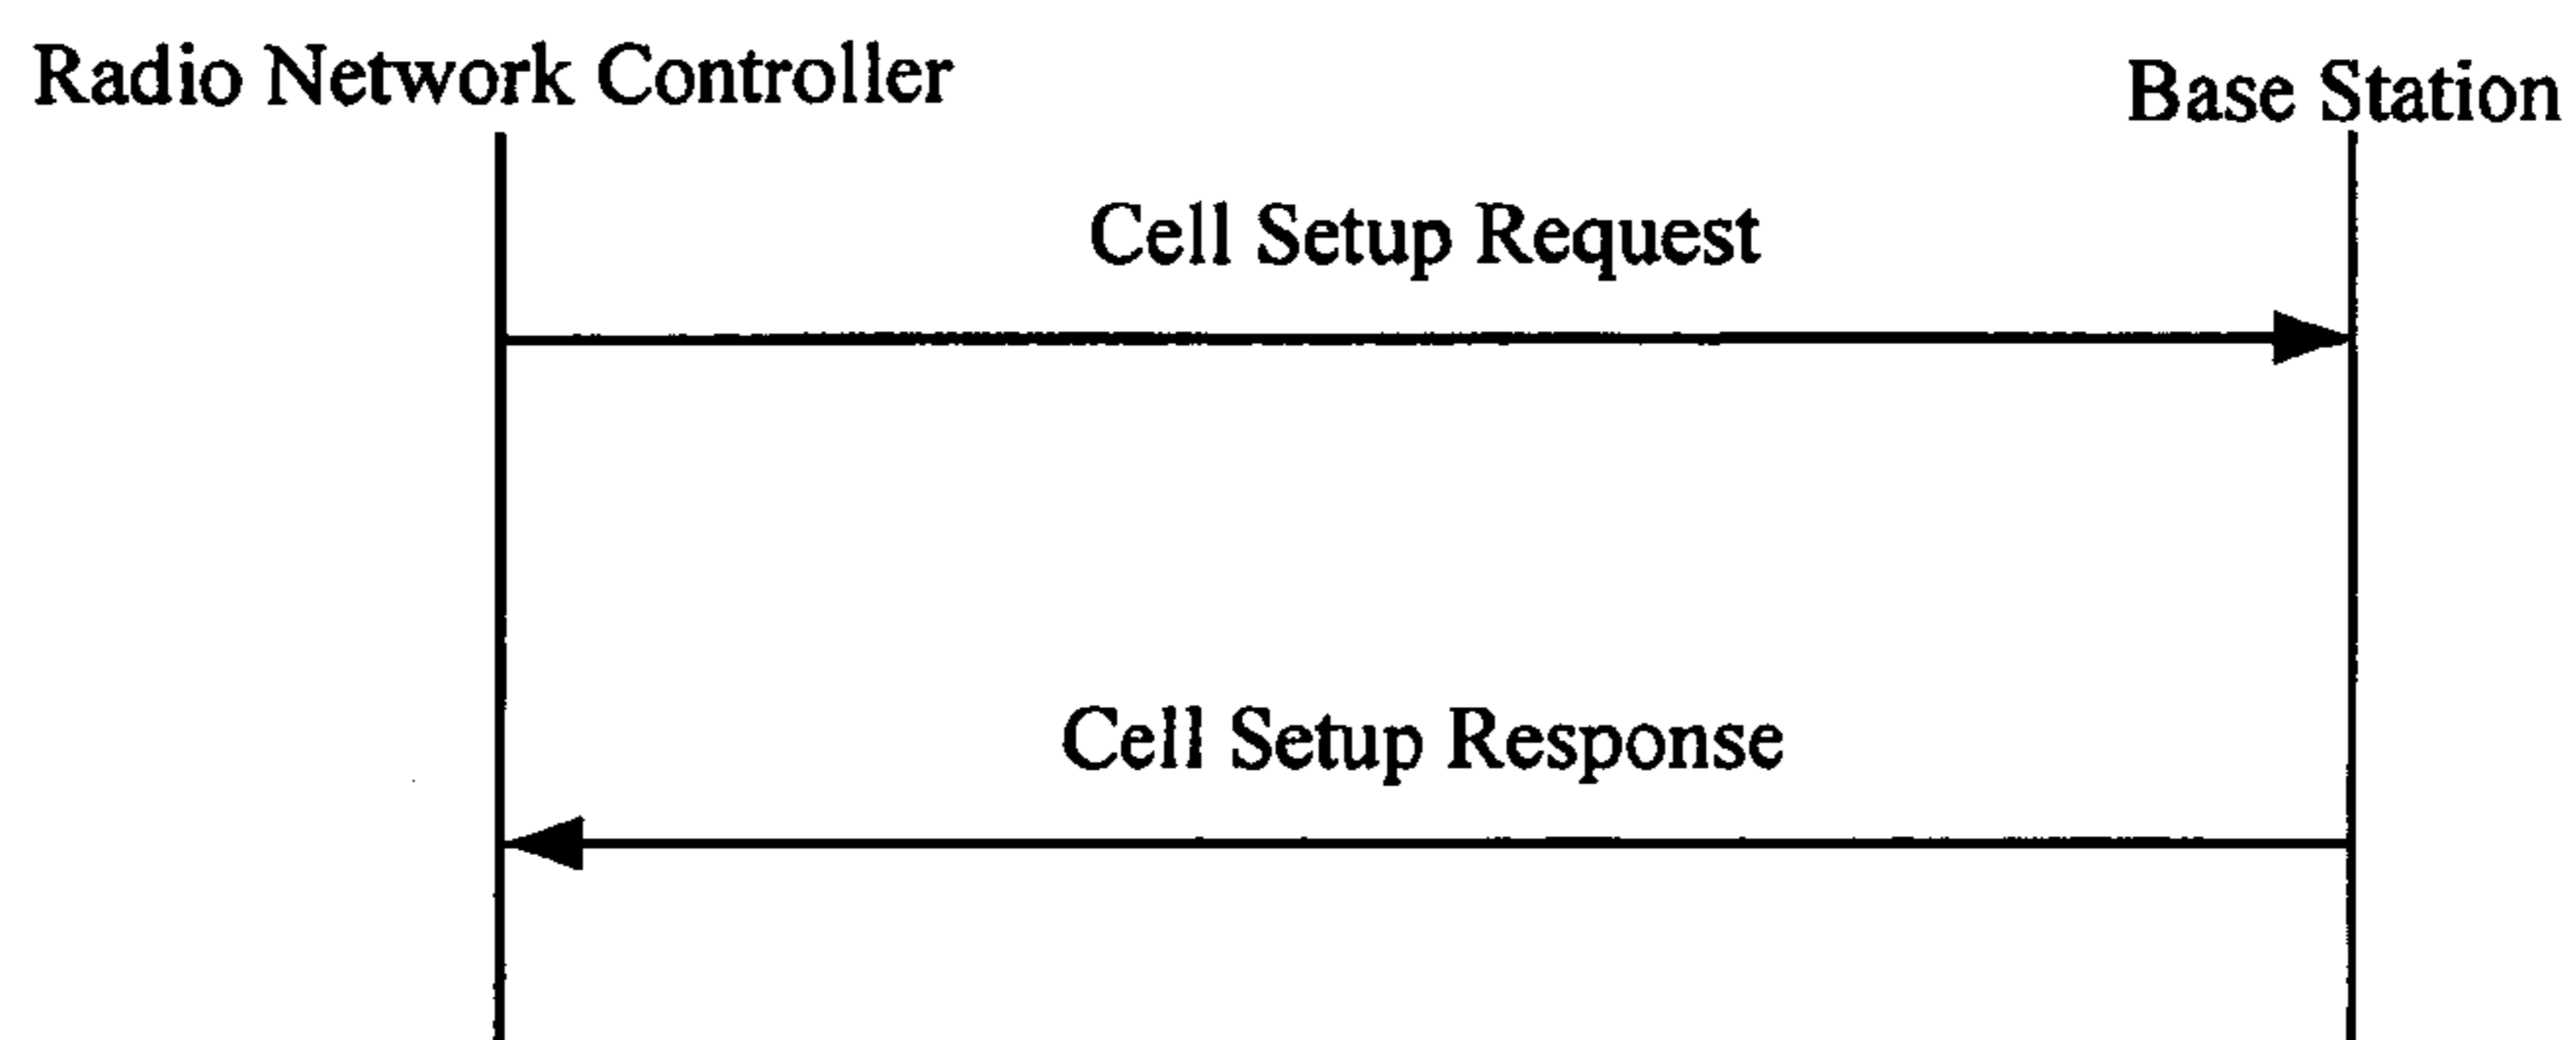 Radio Network Controller
Base Station
Cell Setup Request
Cell Setup Response